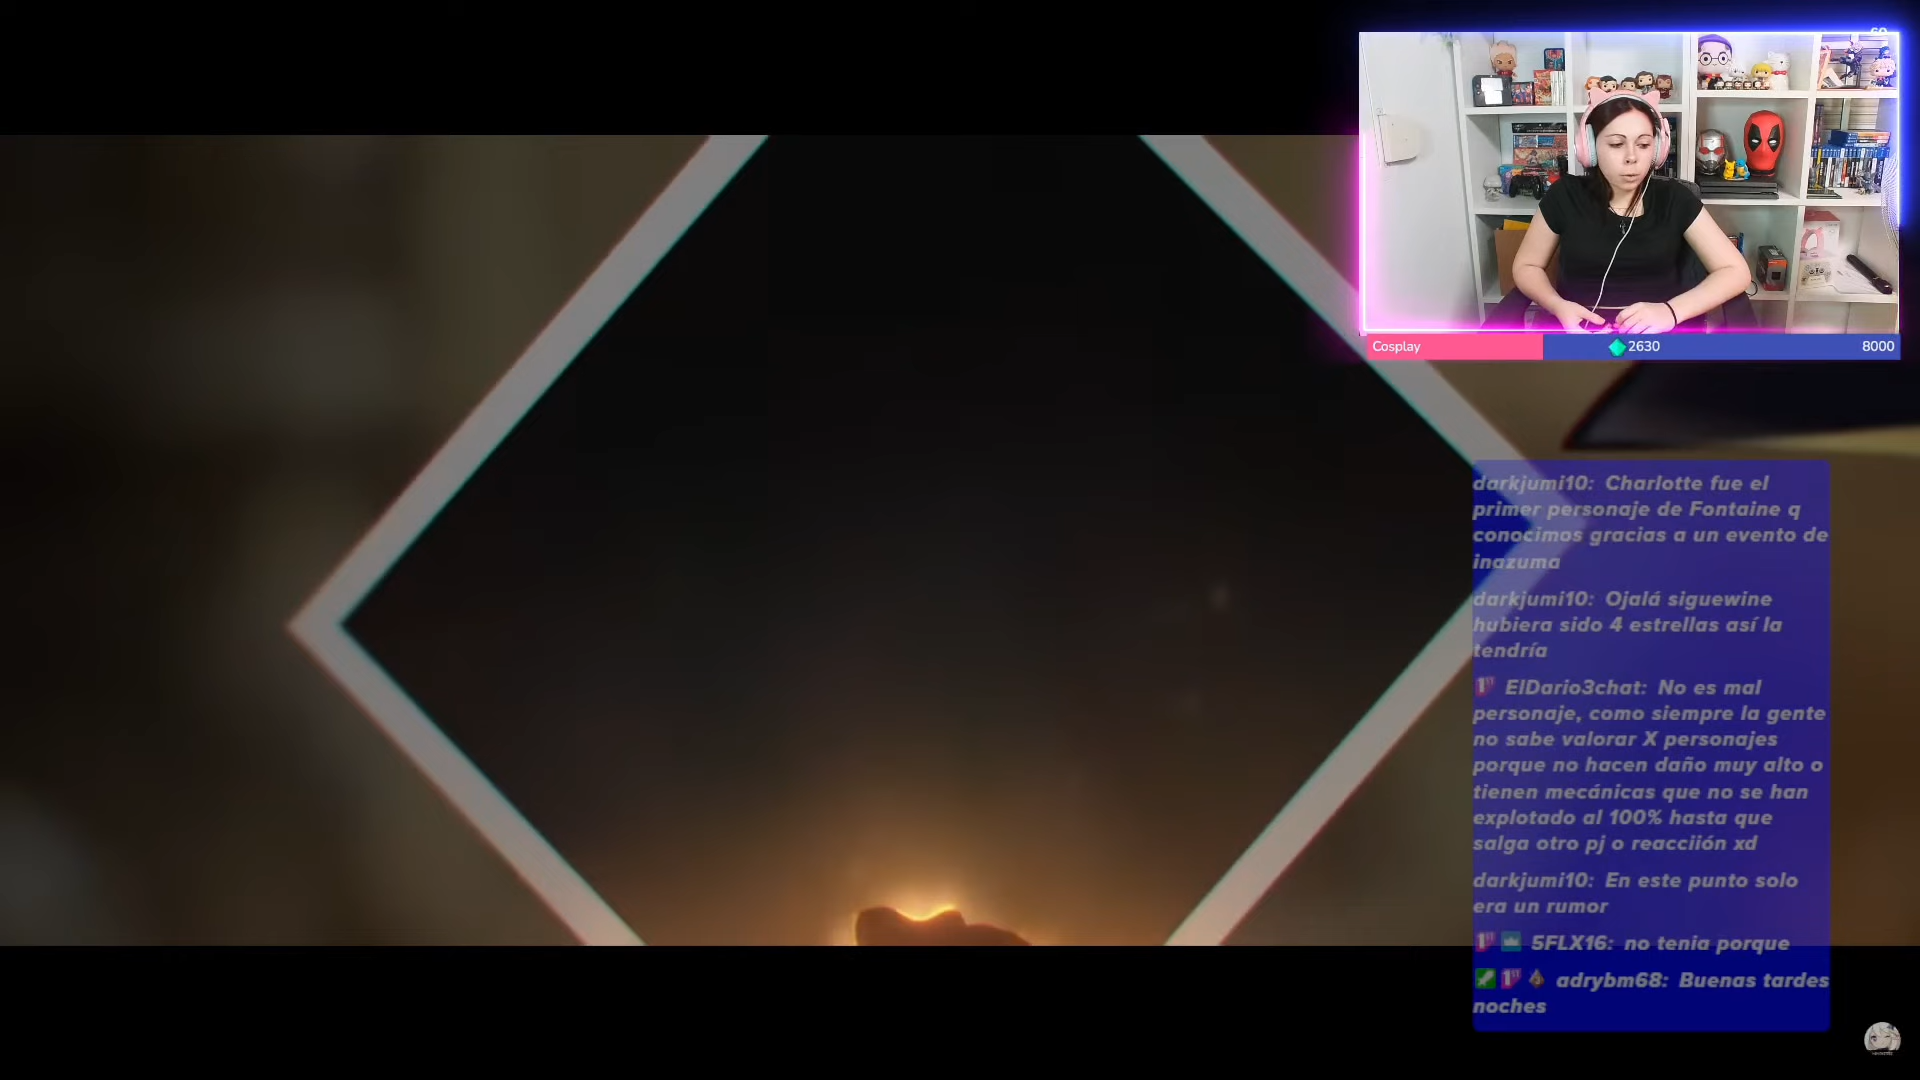 60
Cosplay 2630 8000
darkjumi10: Charlotte fue el
primer personaje de Fontaine q
conocimos gracias a un evento de
inazuma
darkjumi10: Ojalá siguewine
hubiera sido 4 estrellas así la
tendría
ElDario3chat: No es mal
personaje, como siempre la gente
no sabe valorar X personajes
porque no hacen daño muy alto o
tienen mecánicas que no se han
explotado al 100% hasta que
salga otro pj o reacciión xd
darkjumi10: En este punto solo
era un rumor
5FLX16: no tenia porque
adrybm68: Buenas tardes
noches